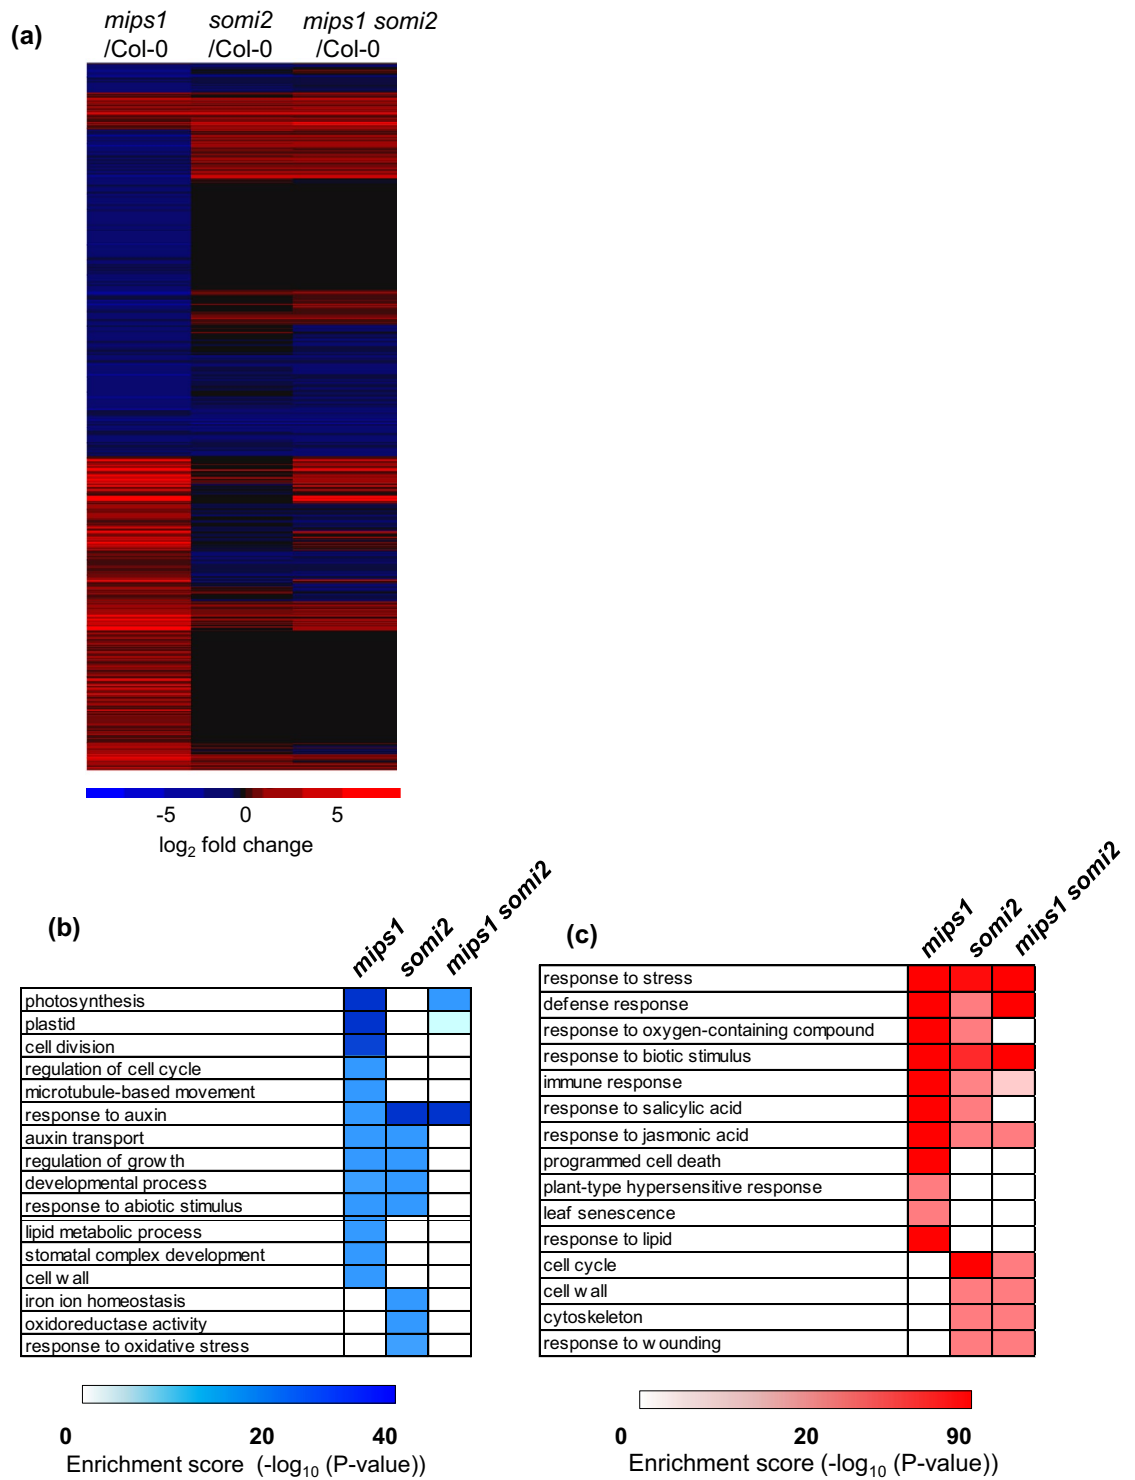 (a)
mips1 somi2 mips1 somi2
/Col-0 /Col-0 /Col-0
-5 0 5
log2 fold change
(b)
mips1 somi2 mips1 somi2
photosynthesis
plastid
cell division
regulation of cell cycle
microtubule-based movement
response to auxin
auxin transport
regulation of growth
developmental process
response to abiotic stimulus
lipid metabolic process
stomatal complex development
cell wall
iron ion homeostasis
oxidoreductase activity
response to oxidative stress
0 20 40
Enrichment score (-log10 (P-value))
(c)
mips1 somi2 mips1 somi2
response to stress
defense response
response to oxygen-containing compound
response to biotic stimulus
immune response
response to salicylic acid
response to jasmonic acid
programmed cell death
plant-type hypersensitive response
leaf senescence
response to lipid
cell cycle
cell wall
cytoskeleton
response to wounding
0 20 90
Enrichment score (-log10 (P-value))